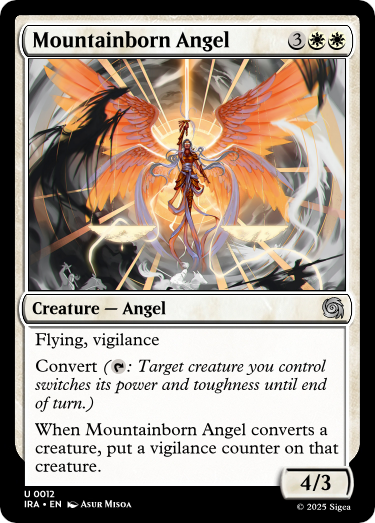 Mountainborn Angel 3
Creature — Angel
Flying, vigilance
Convert (: Target creature you control
switches its power and toughness until end
of turn.)
When Mountainborn Angel converts a
creature, put a vigilance counter on that
creature.
4/3
U 0012
IRA • EN Asur Misoa
© 2025 Sigea